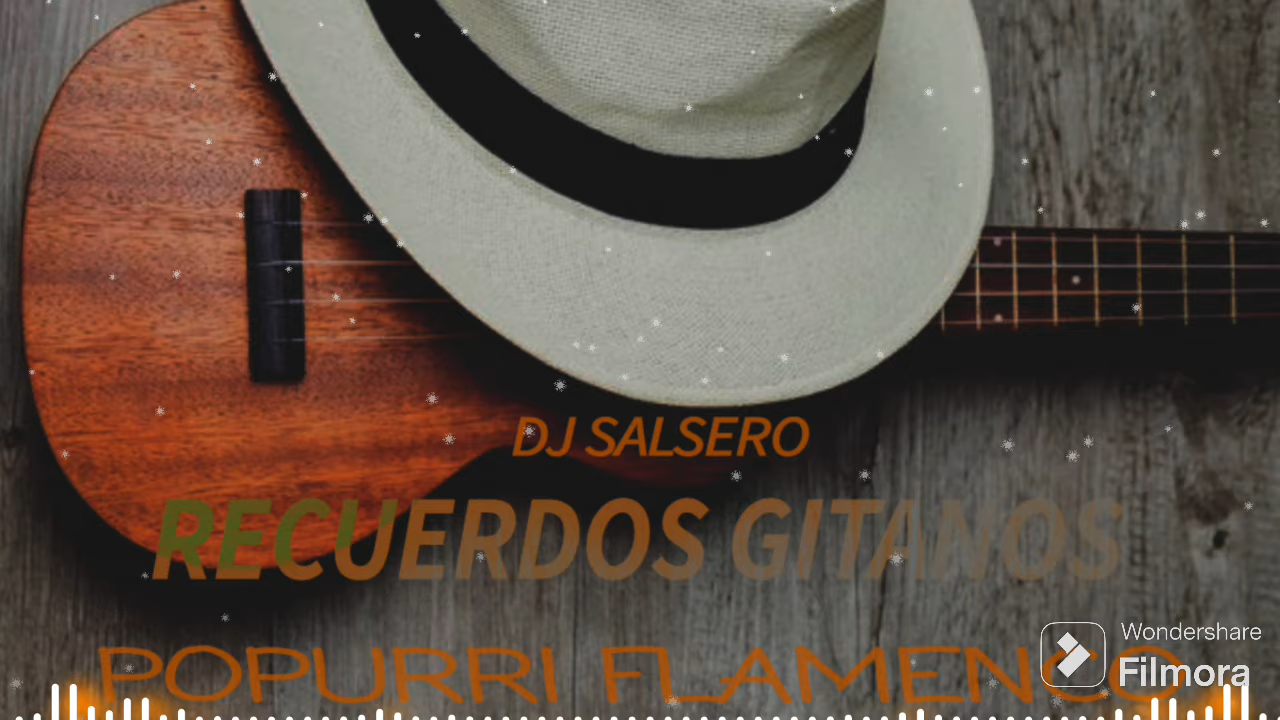 DJ SALSERO
RECUERDOS GITANOS
POPURRI FLAMENCO
Wondershare
Filmora